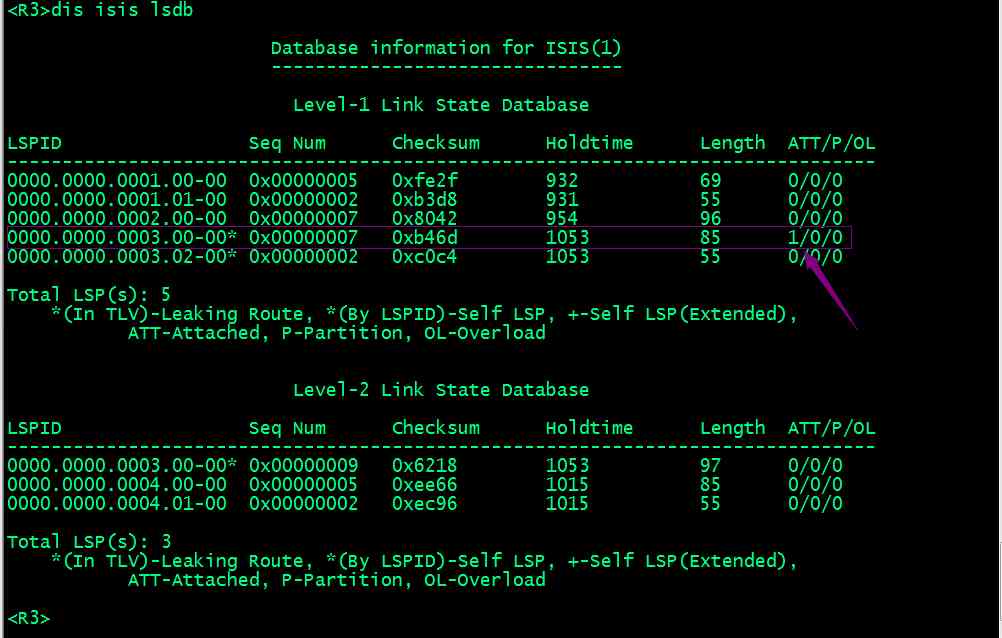 <R3>dis isis lsdb
Database information for ISIS(1)
--------------------------------
Level-1 Link State Database
LSPID Seq Num Checksum Holdtime Length ATT/P/OL
-------------------------------------------------------------------------------
0000.0000.0001.00-00 0x00000005 0xfe2f 932 69 0/0/0
0000.0000.0001.01-00 0x00000002 0xb3d8 931 55 0/0/0
0000.0000.0002.00-00 0x00000007 0x8042 954 96 0/0/0
0000.0000.0003.00-00* 0x00000007 0xb46d 1053 85 1/0/0
0000.0000.0003.02-00* 0x00000002 0xc0c4 1053 55 0/0/0
Total LSP(s): 5
*(In TLV)-Leaking Route, *(By LSPID)-Self LSP, +-Self LSP(Extended),
ATT-Attached, P-Partition, OL-Overload
Level-2 Link State Database
LSPID Seq Num Checksum Holdtime Length ATT/P/OL
-------------------------------------------------------------------------------
0000.0000.0003.00-00* 0x00000009 0x6218 1053 97 0/0/0
0000.0000.0004.00-00 0x00000005 0xee66 1015 85 0/0/0
0000.0000.0004.01-00 0x00000002 0xec96 1015 55 0/0/0
Total LSP(s): 3
*(In TLV)-Leaking Route, *(By LSPID)-Self LSP, +-Self LSP(Extended),
ATT-Attached, P-Partition, OL-Overload
<R3>